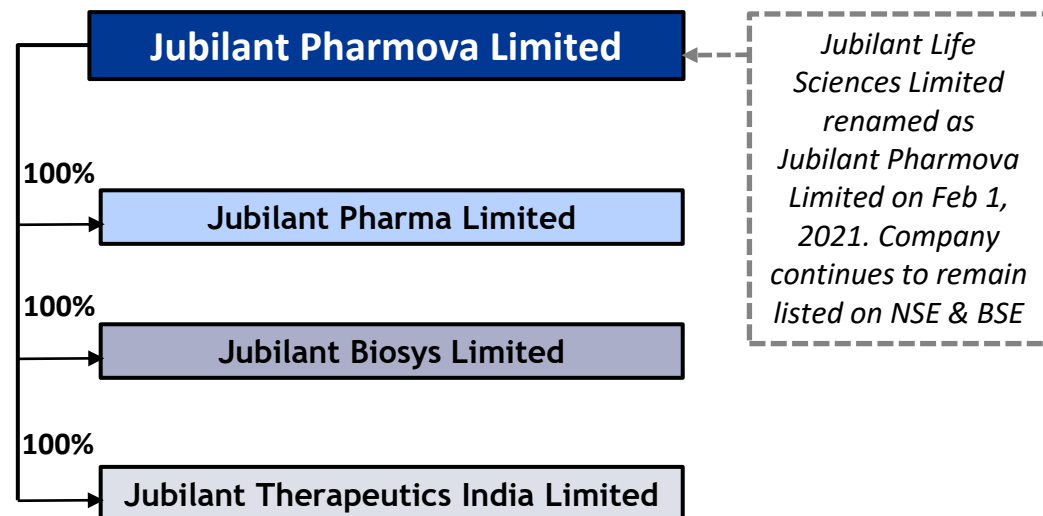 Jubilant Pharmova Limited
Jubilant Life
Sciences Limited
renamed as
Jubilant Pharmova
Limited on Feb 1,
2021. Company
continues to remain
listed on NSE & BSE
100%
Jubilant Pharma Limited
100%
Jubilant Biosys Limited
100%
Jubilant Therapeutics India Limited